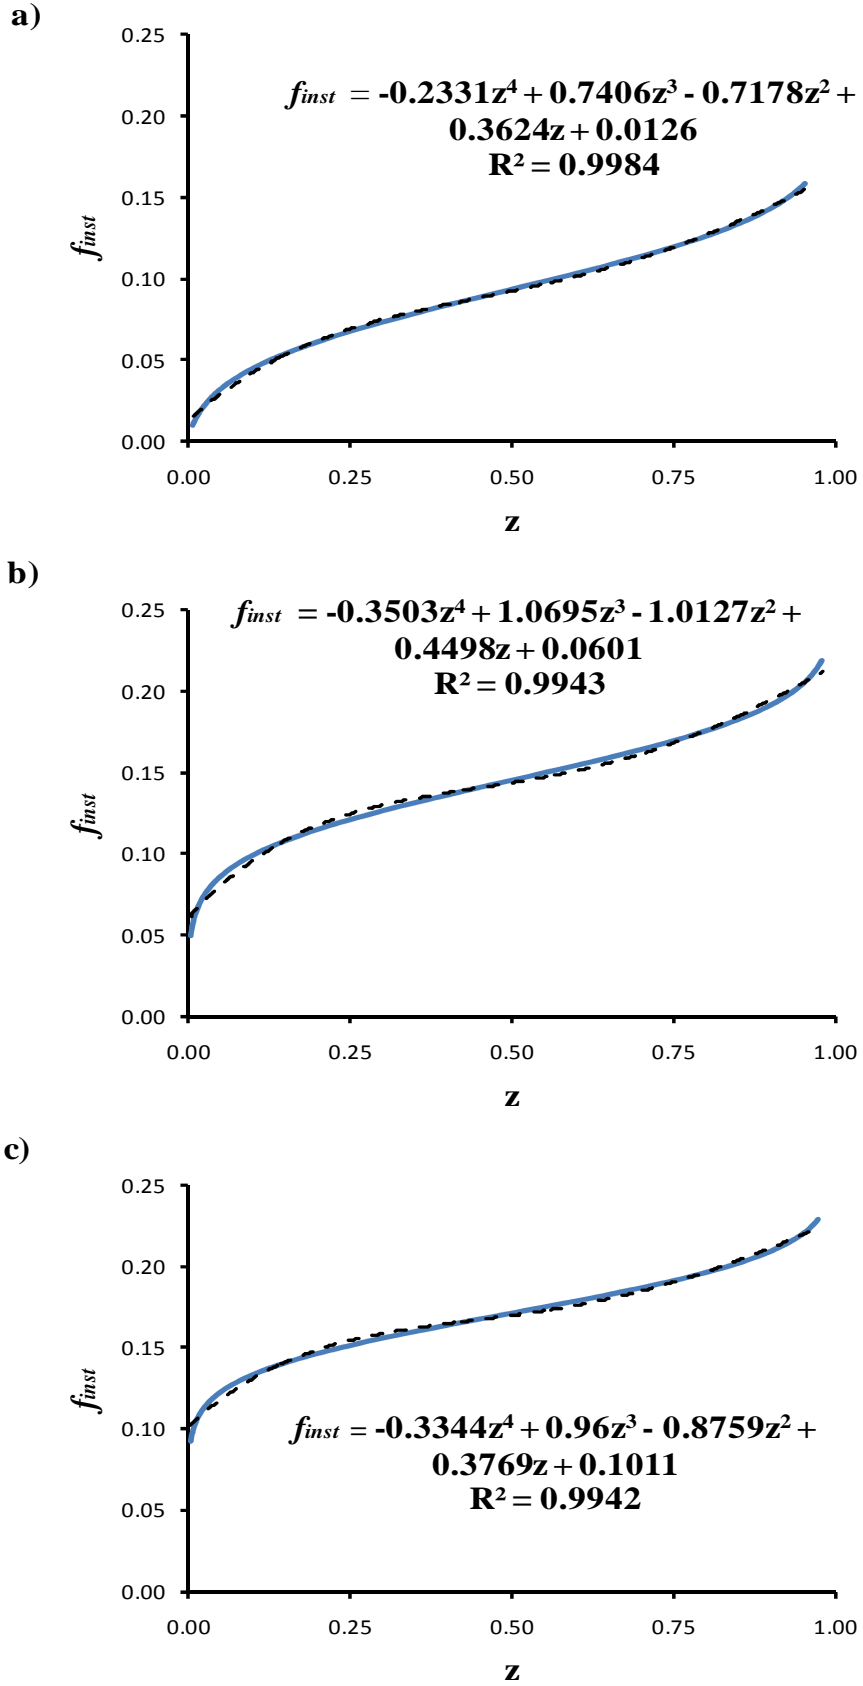 a)
0.25
f_inst = -0.2331z⁴ + 0.7406z³ - 0.7178z² +
0.3624z + 0.0126
R² = 0.9984
0.20
0.15
f_inst
0.10
0.05
0.00
0.00 0.25 0.50 0.75 1.00
z
b)
0.25
f_inst = -0.3503z⁴ + 1.0695z³ - 1.0127z² +
0.4498z + 0.0601
R² = 0.9943
0.20
0.15
f_inst
0.10
0.05
0.00
0.00 0.25 0.50 0.75 1.00
z
c)
0.25
0.20
0.15
f_inst
0.10
f_inst = -0.3344z⁴ + 0.96z³ - 0.8759z² +
0.3769z + 0.1011
R² = 0.9942
0.05
0.00
0.00 0.25 0.50 0.75 1.00
z